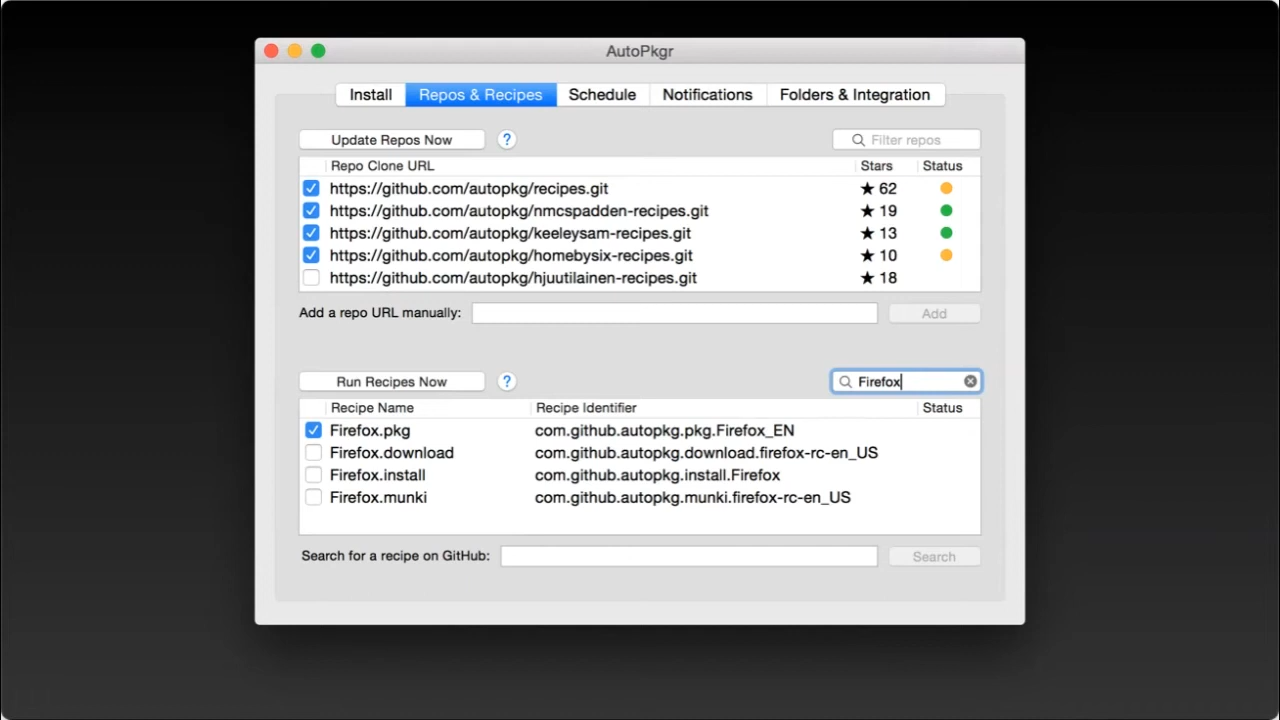 AutoPkgr
Install Repos & Recipes Schedule Notifications Folders & Integration
Update Repos Now ? Filter repos
Repo Clone URL Stars Status
https://github.com/autopkg/recipes.git ★ 62
https://github.com/autopkg/nmcspadden-recipes.git ★ 19
https://github.com/autopkg/keeleysam-recipes.git ★ 13
https://github.com/autopkg/homebysix-recipes.git ★ 10
https://github.com/autopkg/hjuutilainen-recipes.git ★ 18
Add a repo URL manually: Add
Run Recipes Now ? Firefox
Recipe Name Recipe Identifier Status
Firefox.pkg com.github.autopkg.pkg.Firefox_EN
Firefox.download com.github.autopkg.download.firefox-rc-en_US
Firefox.install com.github.autopkg.install.Firefox
Firefox.munki com.github.autopkg.munki.firefox-rc-en_US
Search for a recipe on GitHub: Search